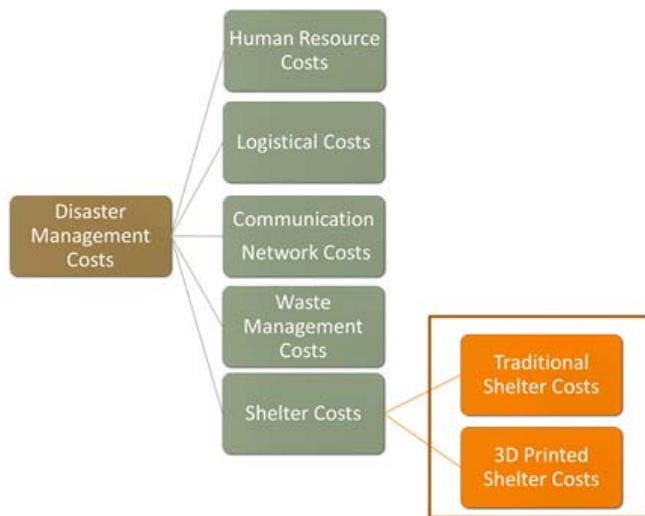 Human Resource
Costs
Logistical Costs
Disaster
Management
Costs
Communication
Network Costs
Waste
Management
Costs
Shelter Costs
Traditional
Shelter Costs
3D Printed
Shelter Costs